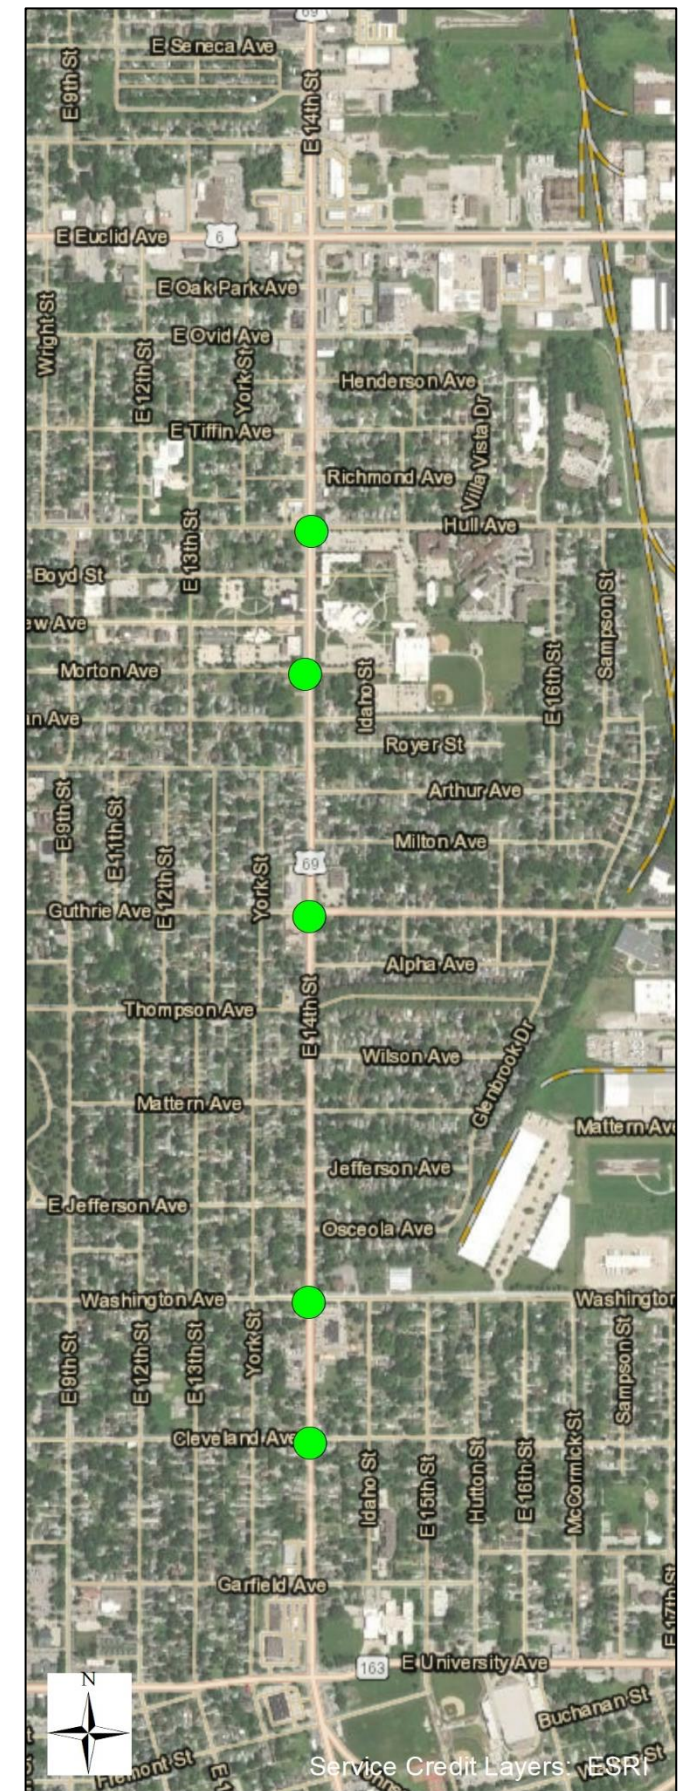 69
E Seneca Ave
E 9th St
E 14th St
E Euclid Ave
6
E Oak Park Ave
Wright St
E Ovid Ave
E 12th St
York St
Henderson Ave
E Tiffin Ave
Villa Vista Dr
Richmond Ave
Hull Ave
E 13th St
Boyd St
ew Ave
Sampson St
Morton Ave
Idaho St
E 16th St
an Ave
Royer St
E 9th St
E 11th St
Arthur Ave
Milton Ave
E 12th St
York St
69
Guthrie Ave
Alpha Ave
E 14th St
Thompson Ave
Wilson Ave
Glenbrook Dr
Mattern Ave
Mattern Ave
Jefferson Ave
E Jefferson Ave
Osceola Ave
Washington Ave
Washington
E 9th St
E 12th St
E 13th St
York St
Sampson St
Cleveland Ave
Idaho St
E 15th St
Hutton St
E 16th St
McCormick St
Garfield Ave
E 17th St
163
E University Ave
N
Buchanan St
Fremont St
E 1
Service Credit Layers: ESRI